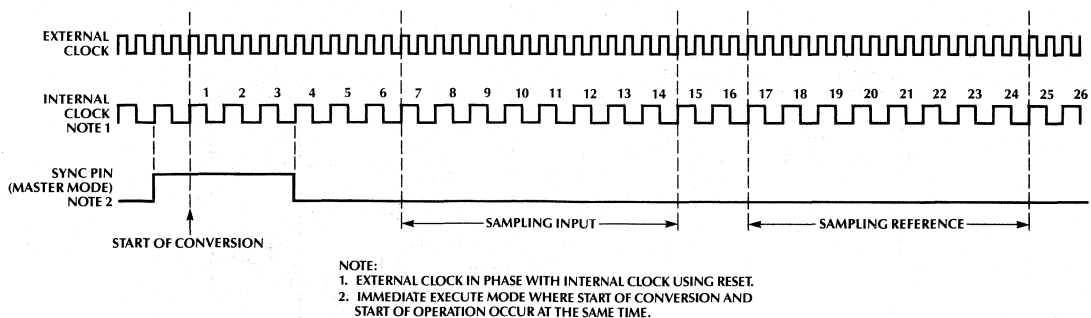 EXTERNAL
CLOCK
1 2 3 4 5 6 7 8 9 10 11 12 13 14 15 16 17 18 19 20 21 22 23 24 25 26
INTERNAL
CLOCK
NOTE 1
SYNC PIN
(MASTER MODE)
NOTE 2
SAMPLING INPUT
SAMPLING REFERENCE
START OF CONVERSION
NOTE:
1. EXTERNAL CLOCK IN PHASE WITH INTERNAL CLOCK USING RESET.
2. IMMEDIATE EXECUTE MODE WHERE START OF CONVERSION AND
START OF OPERATION OCCUR AT THE SAME TIME.